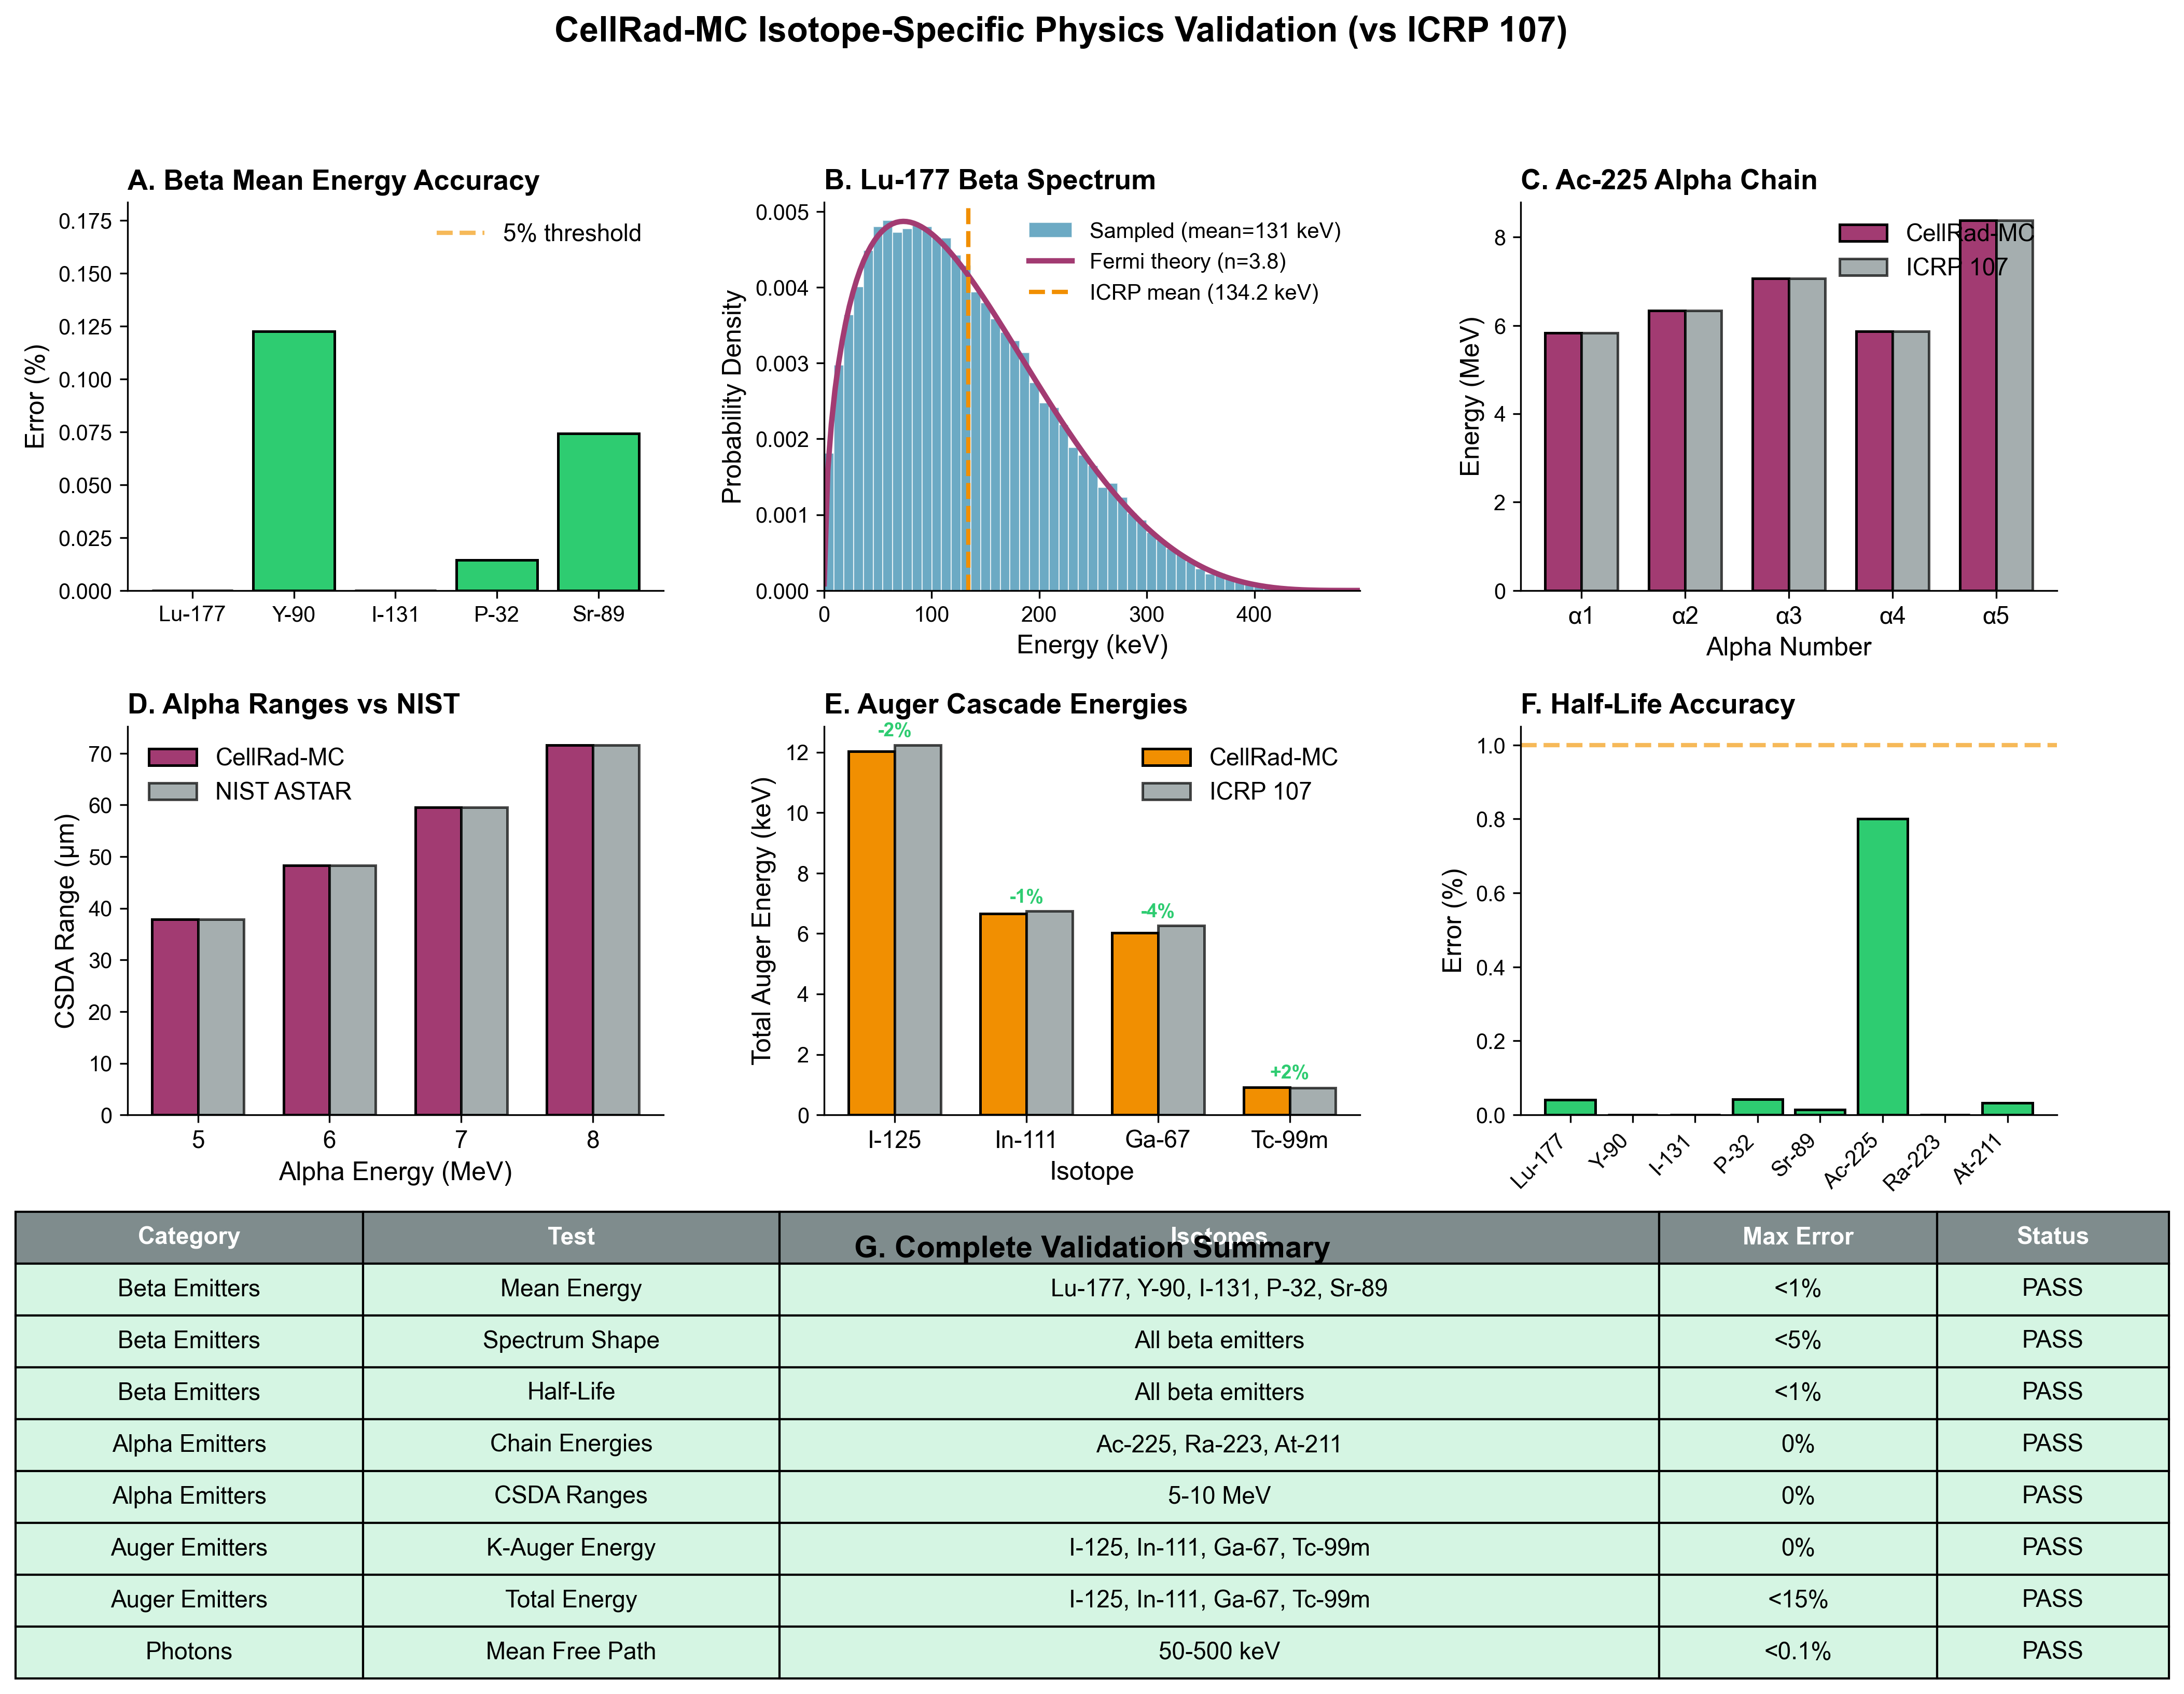 CellRad-MC Isotope-Specific Physics Validation (vs ICRP 107)
A. Beta Mean Energy Accuracy
5% threshold
Error (%)
0.175
0.150
0.125
0.100
0.075
0.050
0.025
0.000
Lu-177 Y-90 I-131 P-32 Sr-89
B. Lu-177 Beta Spectrum
Sampled (mean=131 keV)
Fermi theory (n=3.8)
ICRP mean (134.2 keV)
Probability Density
0.005
0.004
0.003
0.002
0.001
0.000
0 100 200 300 400
Energy (keV)
C. Ac-225 Alpha Chain
CellRad-MC
ICRP 107
Energy (MeV)
8
6
4
2
0
α1 α2 α3 α4 α5
Alpha Number
D. Alpha Ranges vs NIST
CellRad-MC
NIST ASTAR
CSDA Range (μm)
70
60
50
40
30
20
10
0
5 6 7 8
Alpha Energy (MeV)
E. Auger Cascade Energies
-2%
CellRad-MC
ICRP 107
-1%
-4%
+2%
Total Auger Energy (keV)
12
10
8
6
4
2
0
I-125 In-111 Ga-67 Tc-99m
Isotope
F. Half-Life Accuracy
Error (%)
1.0
0.8
0.6
0.4
0.2
0.0
Lu-177 Y-90 I-131 P-32 Sr-89 Ac-225 Ra-223 At-211
Category Test Isotopes Max Error Status
G. Complete Validation Summary
Beta Emitters Mean Energy Lu-177, Y-90, I-131, P-32, Sr-89 <1% PASS
Beta Emitters Spectrum Shape All beta emitters <5% PASS
Beta Emitters Half-Life All beta emitters <1% PASS
Alpha Emitters Chain Energies Ac-225, Ra-223, At-211 0% PASS
Alpha Emitters CSDA Ranges 5-10 MeV 0% PASS
Auger Emitters K-Auger Energy I-125, In-111, Ga-67, Tc-99m 0% PASS
Auger Emitters Total Energy I-125, In-111, Ga-67, Tc-99m <15% PASS
Photons Mean Free Path 50-500 keV <0.1% PASS